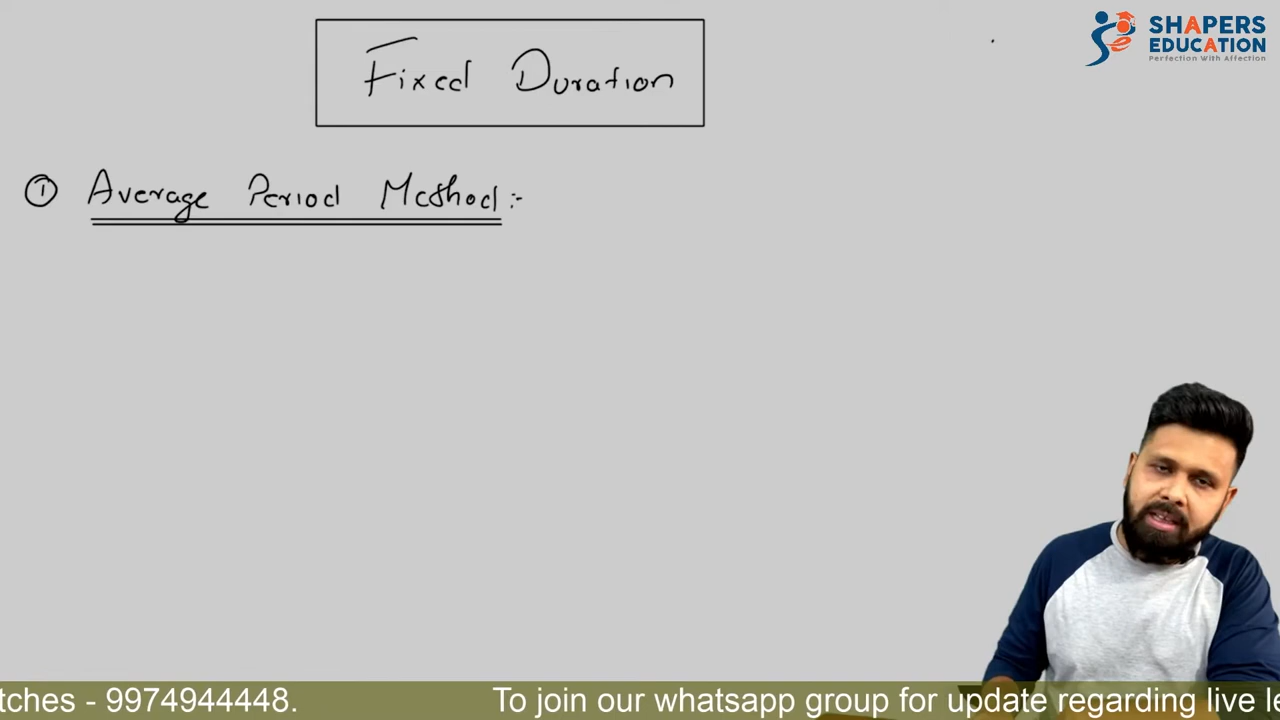 Fixed Duration
SHAPERS
EDUCATION
Perfection With Affection
① Average Period Method :-
tches - 9974944448. To join our whatsapp group for update regarding live le